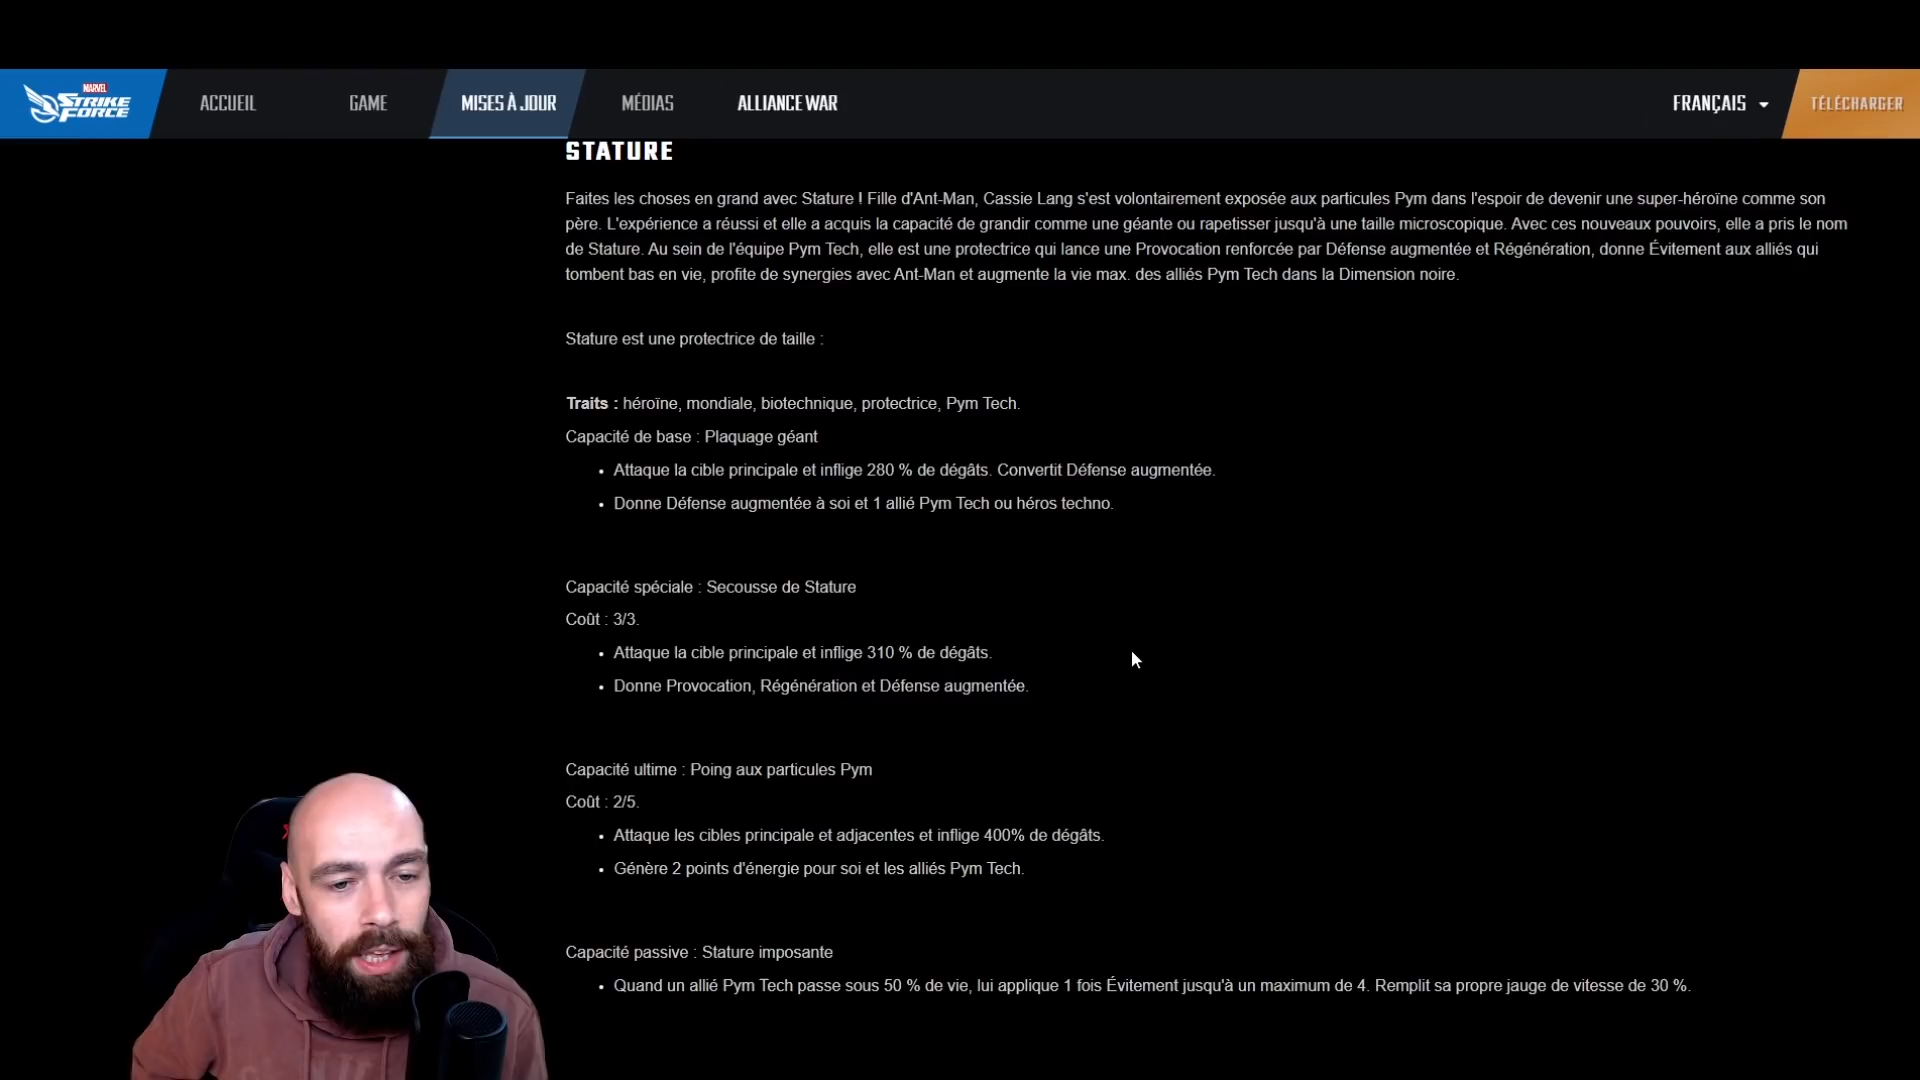 MARVEL
STRIKE
FORCE
ACCUEIL
GAME
MISES À JOUR
MÉDIAS
ALLIANCE WAR
FRANÇAIS
TÉLÉCHARGER
STATURE
Faites les choses en grand avec Stature ! Fille d'Ant-Man, Cassie Lang s'est volontairement exposée aux particules Pym dans l'espoir de devenir une super-héroïne comme son
père. L'expérience a réussi et elle a acquis la capacité de grandir comme une géante ou rapetisser jusqu'à une taille microscopique. Avec ces nouveaux pouvoirs, elle a pris le nom
de Stature. Au sein de l'équipe Pym Tech, elle est une protectrice qui lance une Provocation renforcée par Défense augmentée et Régénération, donne Évitement aux alliés qui
tombent bas en vie, profite de synergies avec Ant-Man et augmente la vie max. des alliés Pym Tech dans la Dimension noire.
Stature est une protectrice de taille :
Traits : héroïne, mondiale, biotechnique, protectrice, Pym Tech.
Capacité de base : Plaquage géant
• Attaque la cible principale et inflige 280 % de dégâts. Convertit Défense augmentée.
• Donne Défense augmentée à soi et 1 allié Pym Tech ou héros techno.
Capacité spéciale : Secousse de Stature
Coût : 3/3.
• Attaque la cible principale et inflige 310 % de dégâts.
• Donne Provocation, Régénération et Défense augmentée.
Capacité ultime : Poing aux particules Pym
Coût : 2/5.
• Attaque les cibles principale et adjacentes et inflige 400% de dégâts.
• Génère 2 points d'énergie pour soi et les alliés Pym Tech.
Capacité passive : Stature imposante
• Quand un allié Pym Tech passe sous 50 % de vie, lui applique 1 fois Évitement jusqu'à un maximum de 4. Remplit sa propre jauge de vitesse de 30 %.